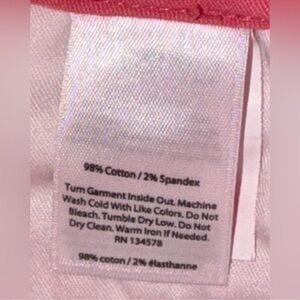 98% Cotton / 2% Spandex
Turn Garment Inside Out. Machine
Wash Cold With Like Colors. Do Not
Bleach. Tumble Dry Low. Do Not
Dry Clean. Warm Iron If Needed.
RN 134578
98% coton / 2% élasthanne